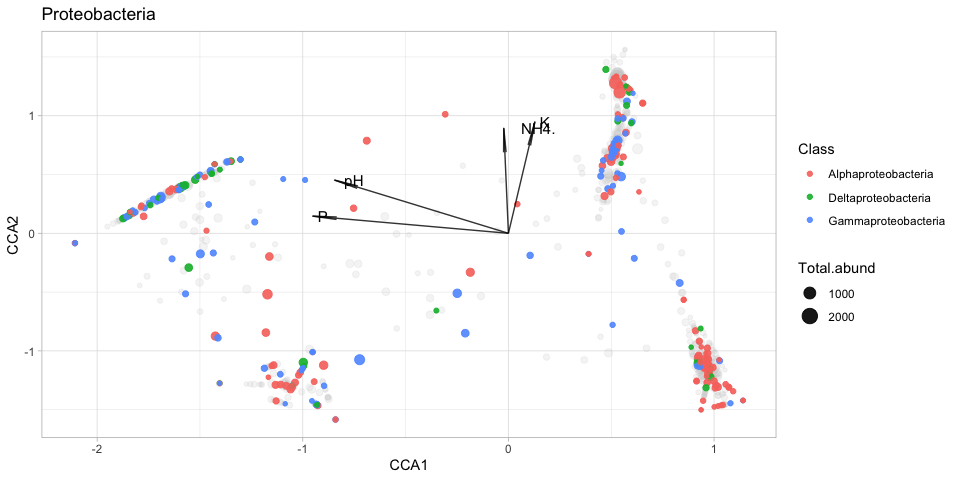 Proteobacteria
1
0
-1
-2
-1
0
1
CCA2
CCA1
K
NH4.
pH
P
Class
Alphaproteobacteria
Deltaproteobacteria
Gammaproteobacteria
Total.abund
1000
2000